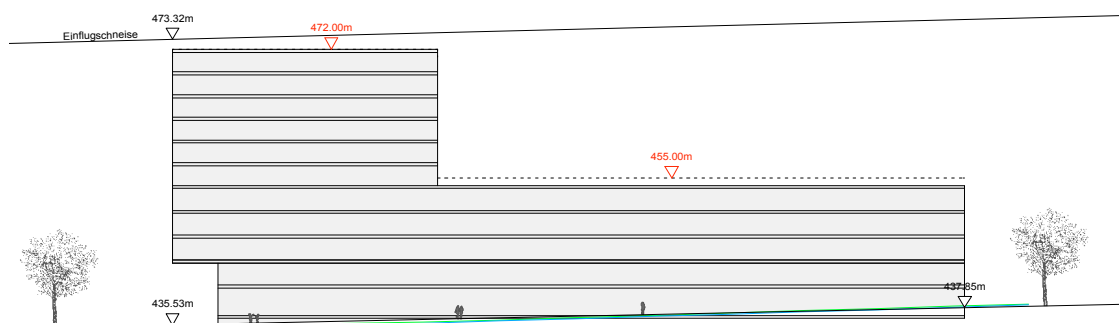 473.32m
472.00m
Einflugschneise
455.00m
435.53m
437.85m